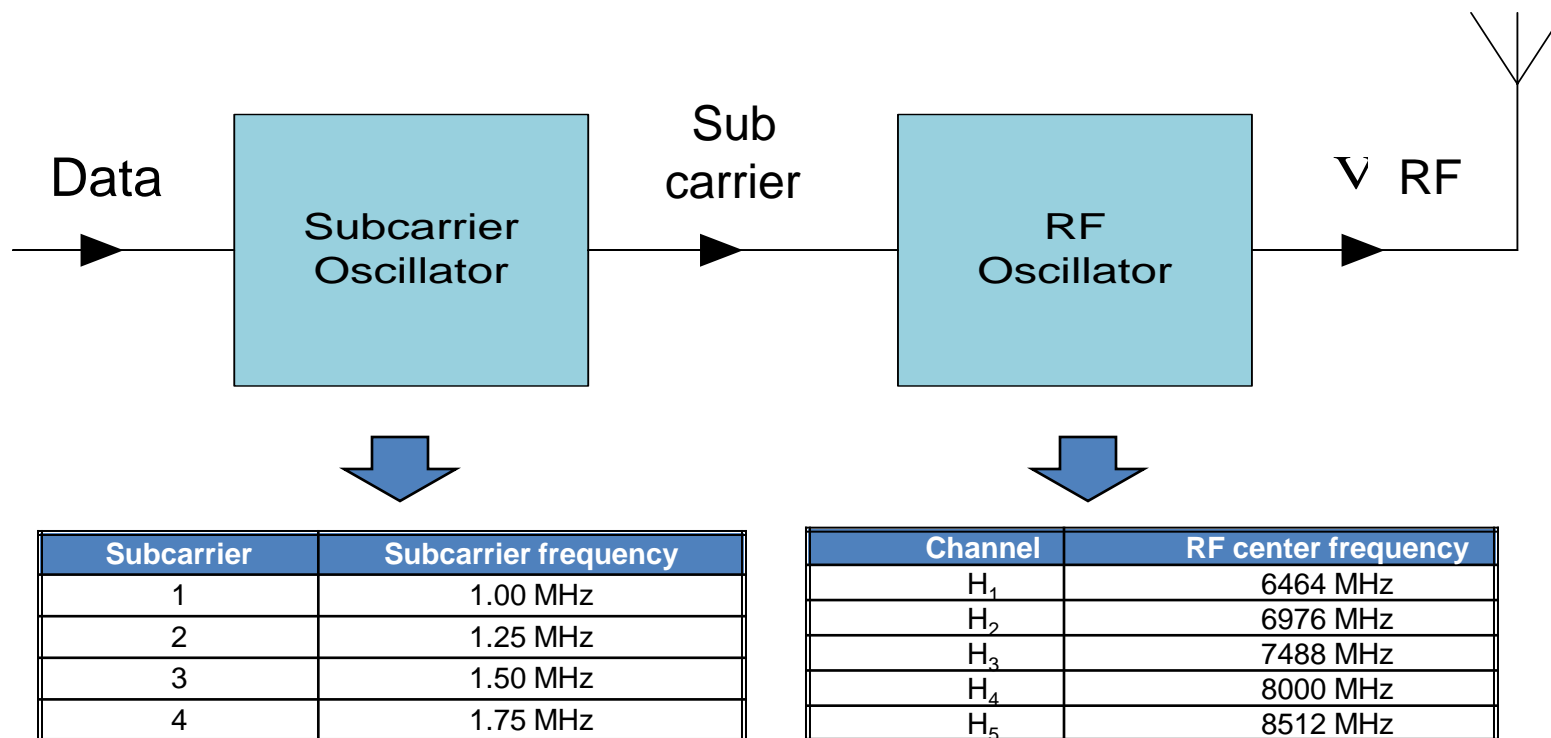 Sub
Data
carrier
V RF
Subcarrier
Oscillator
RF
Oscillator
Subcarrier Subcarrier frequency
1 1.00 MHz
2 1.25 MHz
3 1.50 MHz
4 1.75 MHz
Channel RF center frequency
H₁ 6464 MHz
H₂ 6976 MHz
H₃ 7488 MHz
H₄ 8000 MHz
H₅ 8512 MHz